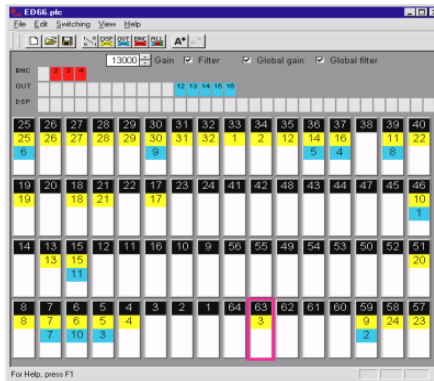 ED66.plc
File Edit Switching View Help
DSP OUT BNC ALL A+
13000 Gain Filter Global gain Global filter
BNC 2 3 4
OUT 12 13 14 15 16
DSP
25 26 27 28 29 30 31 32 33 34 35 36 37 38 39 40
25 26 27 28 29 30 31 32 1 2 12 14 16 11 22
6 9 5 4 8
19 20 18 21 22 17 23 24 41 42 43 44 47 48 45 46
19 18 21 17 10
1
14 13 15 12 11 16 10 9 56 55 49 54 53 50 52 51
13 15 20
11
8 7 6 5 4 3 2 1 64 63 62 61 60 59 58 57
8 7 6 5 4 3 9 24 23
7 10 3 2
For Help, press F1